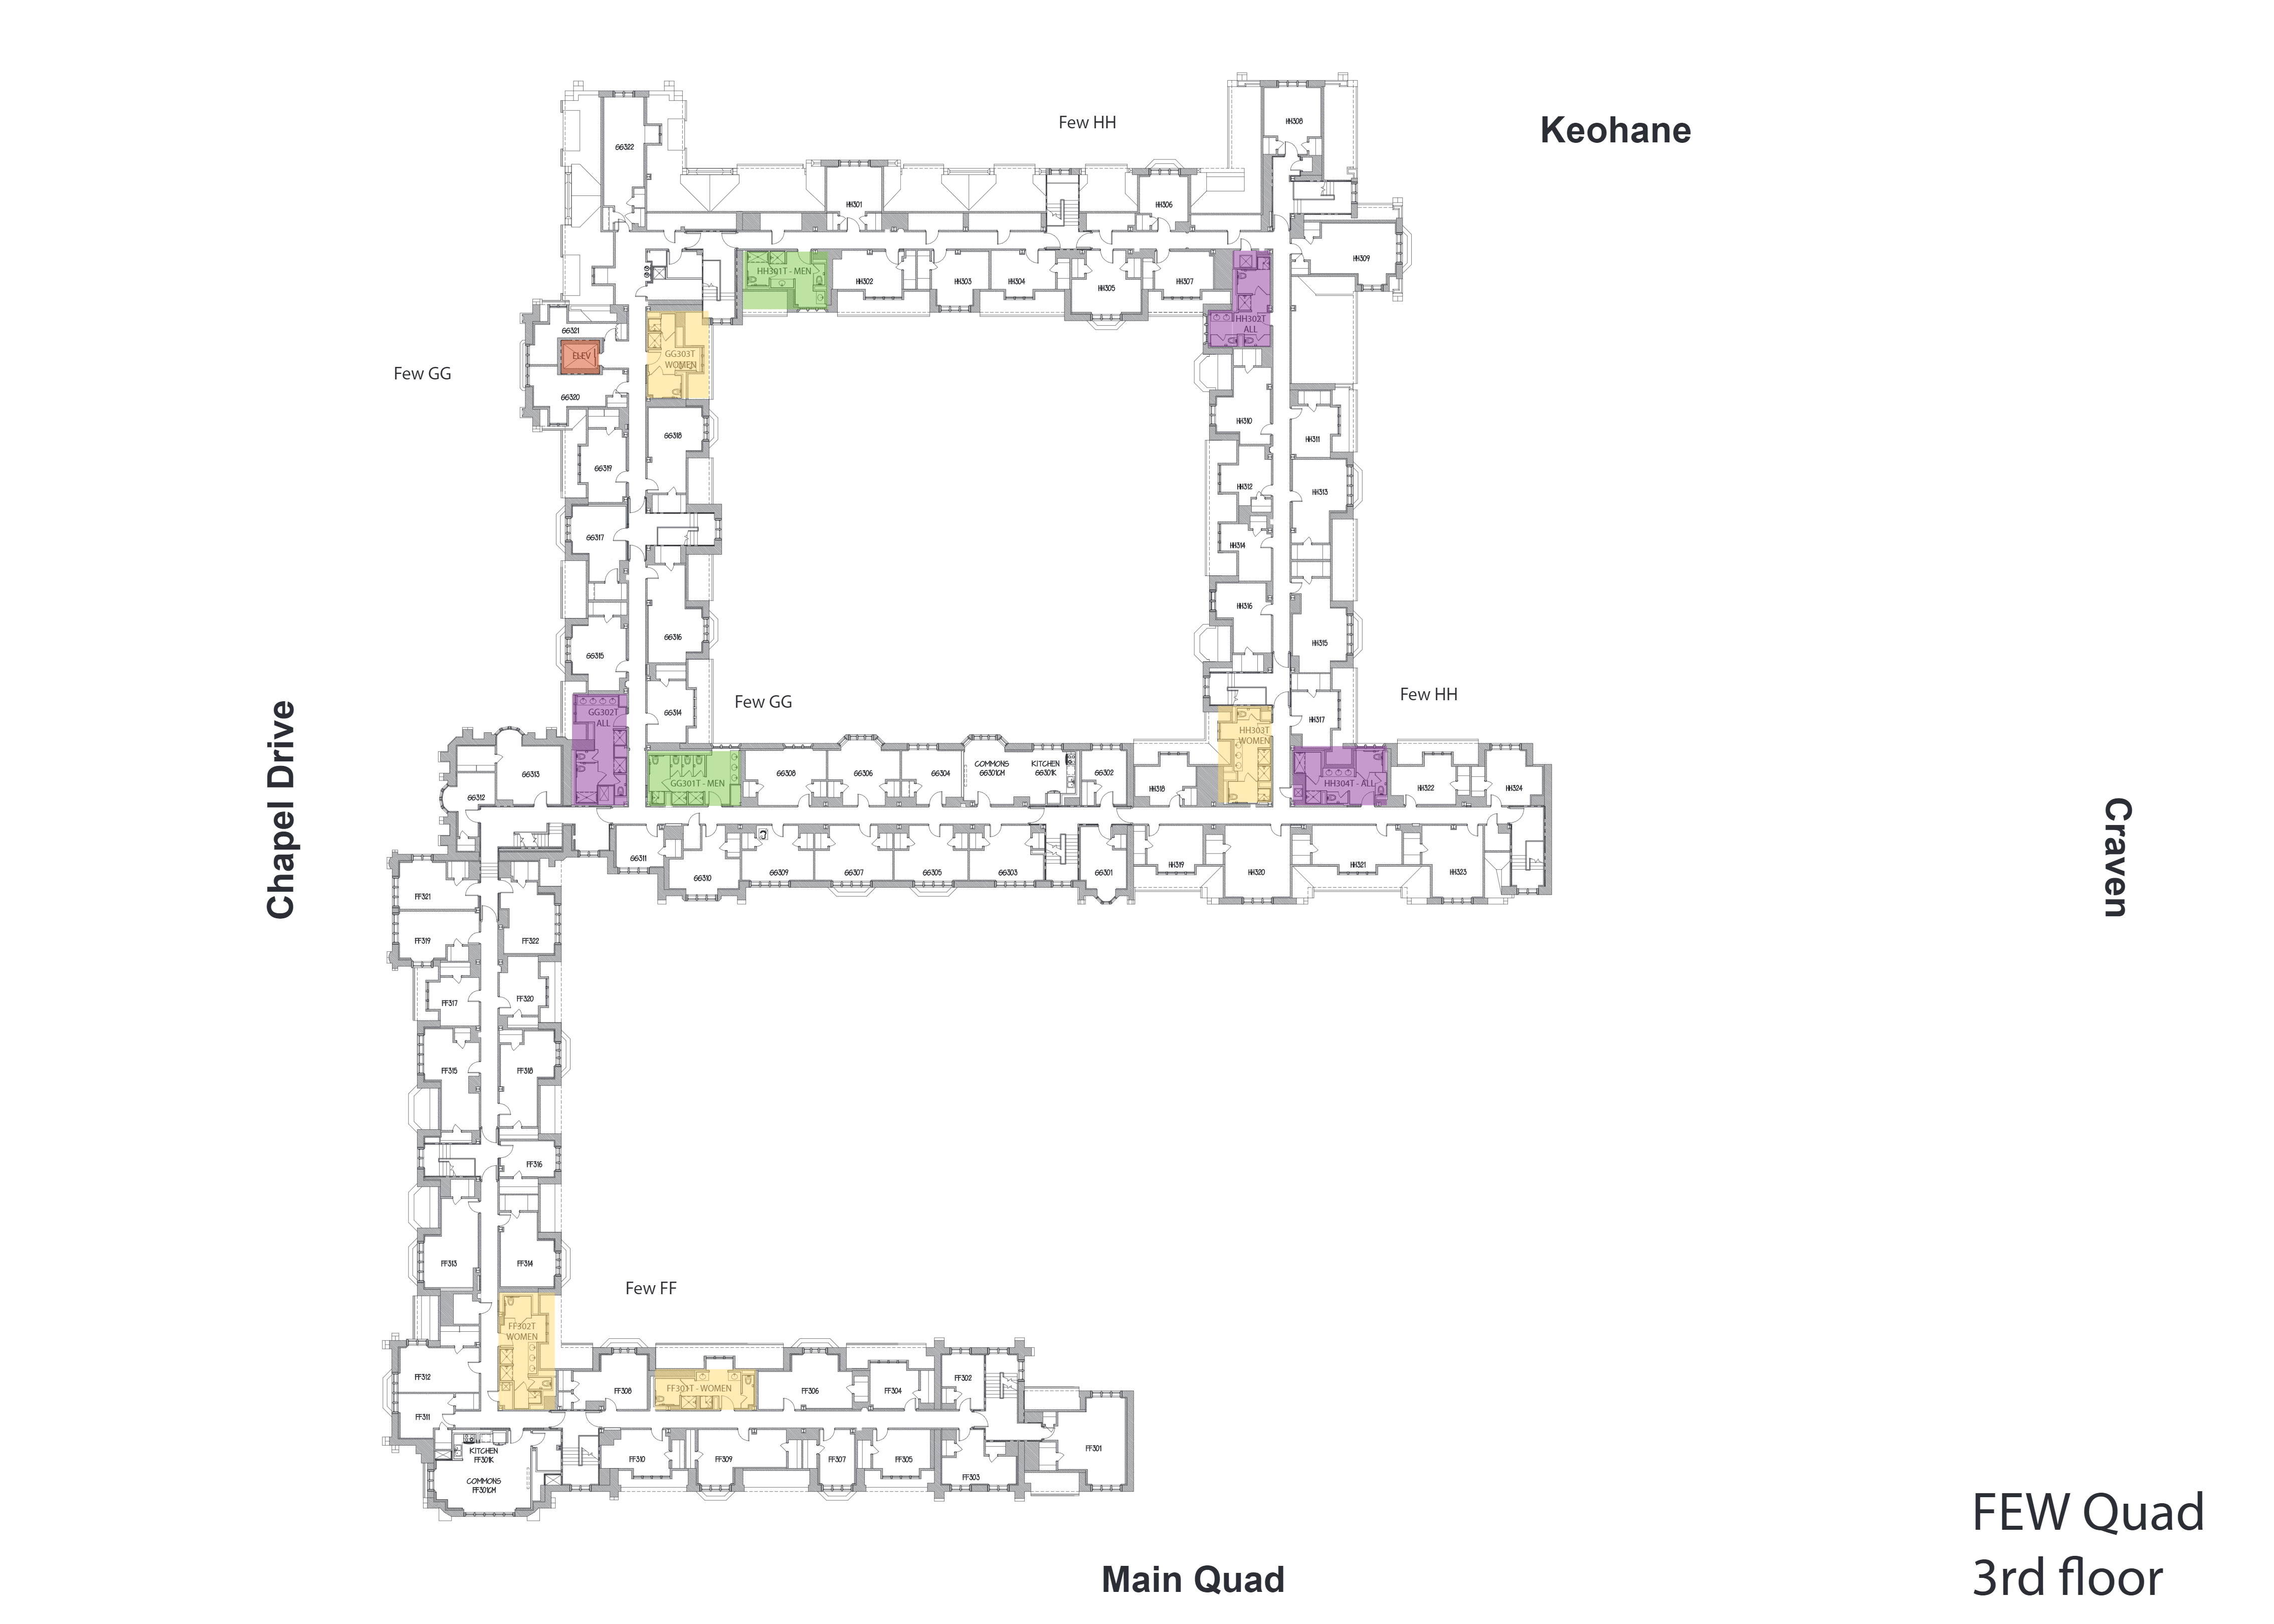 Few HH
Keohane
HH308
GG322
HH301
HH306
HH309
HH301T - MEN
HH302
HH303
HH304
HH305
HH307
HH302T
ALL
GG321
ELEV
GG303T
WOMEN
Few GG
GG320
GG318
GG319
HH310
HH311
HH312
HH313
GG317
HH314
GG316
HH316
GG315
HH315
Few GG
Few HH
GG302T
ALL
GG314
HH317
HH303T
WOMEN
Chapel Drive
GG313
GG312
GG301T - MEN
GG308
GG306
GG304
COMMONS
GG301CM
KITCHEN
GG301K
GG302
HH318
HH304T - ALL
HH322
HH324
Craven
GG311
GG310
GG309
GG307
GG305
GG303
GG301
HH319
HH320
HH321
HH323
FF321
FF319
FF322
FF317
FF320
FF315
FF318
FF316
FF313
FF314
Few FF
FF302T
WOMEN
FF312
FF311
FF308
FF301T - WOMEN
FF306
FF304
FF302
KITCHEN
FF301K
COMMONS
FF301CM
FF310
FF309
FF307
FF305
FF303
FF301
FEW Quad
3rd floor
Main Quad